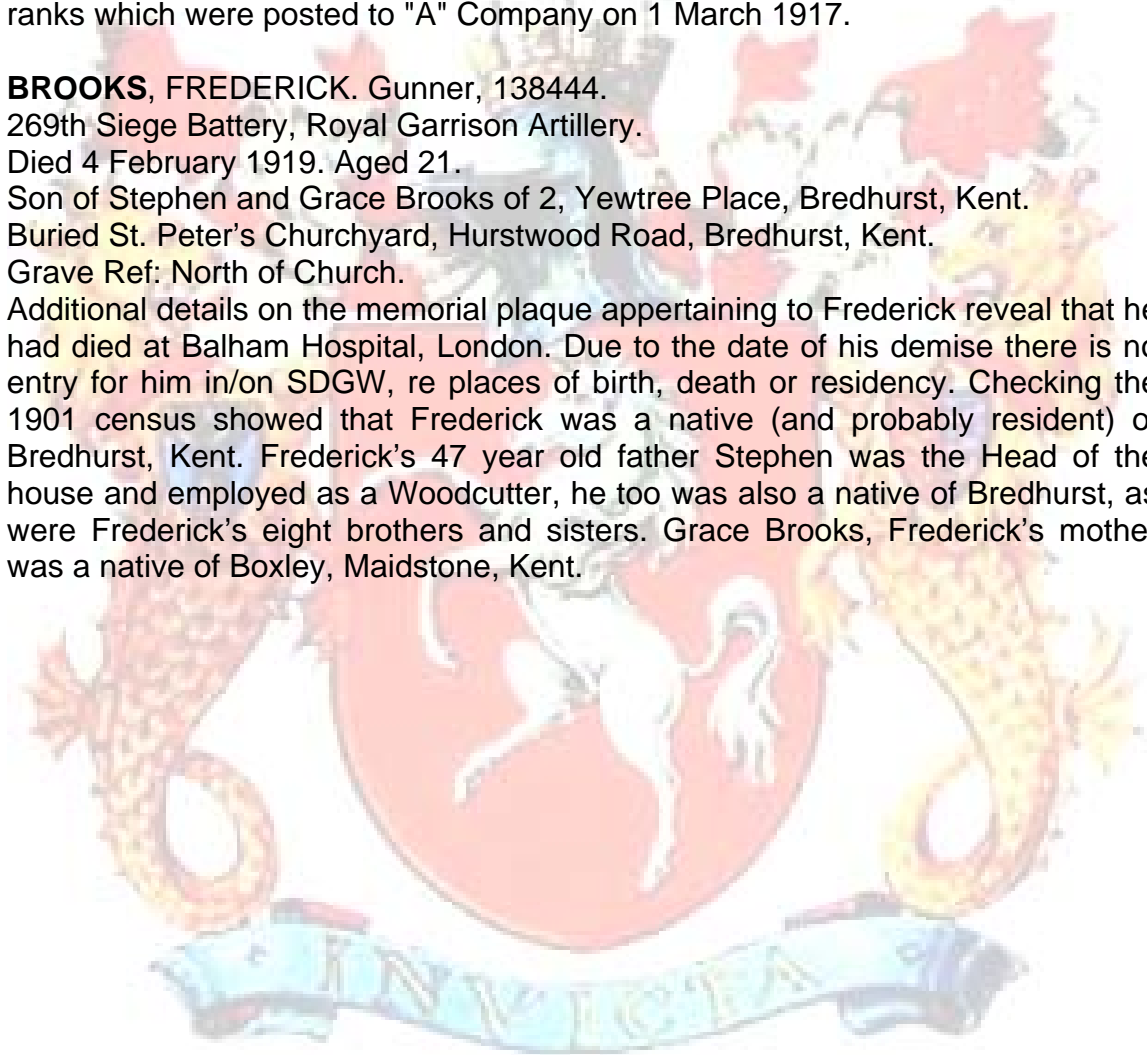 ranks which were posted to "A" Company on 1 March 1917.
BROOKS, FREDERICK. Gunner, 138444.
269th Siege Battery, Royal Garrison Artillery.
Died 4 February 1919. Aged 21.
Son of Stephen and Grace Brooks of 2, Yewtree Place, Bredhurst, Kent.
Buried St. Peter’s Churchyard, Hurstwood Road, Bredhurst, Kent.
Grave Ref: North of Church.
Additional details on the memorial plaque appertaining to Frederick reveal that he
had died at Balham Hospital, London. Due to the date of his demise there is no
entry for him in/on SDGW, re places of birth, death or residency. Checking the
1901 census showed that Frederick was a native (and probably resident) o
Bredhurst, Kent. Frederick’s 47 year old father Stephen was the Head of the
house and employed as a Woodcutter, he too was also a native of Bredhurst, as
were Frederick’s eight brothers and sisters. Grace Brooks, Frederick’s mothe
was a native of Boxley, Maidstone, Kent.
INVICTA